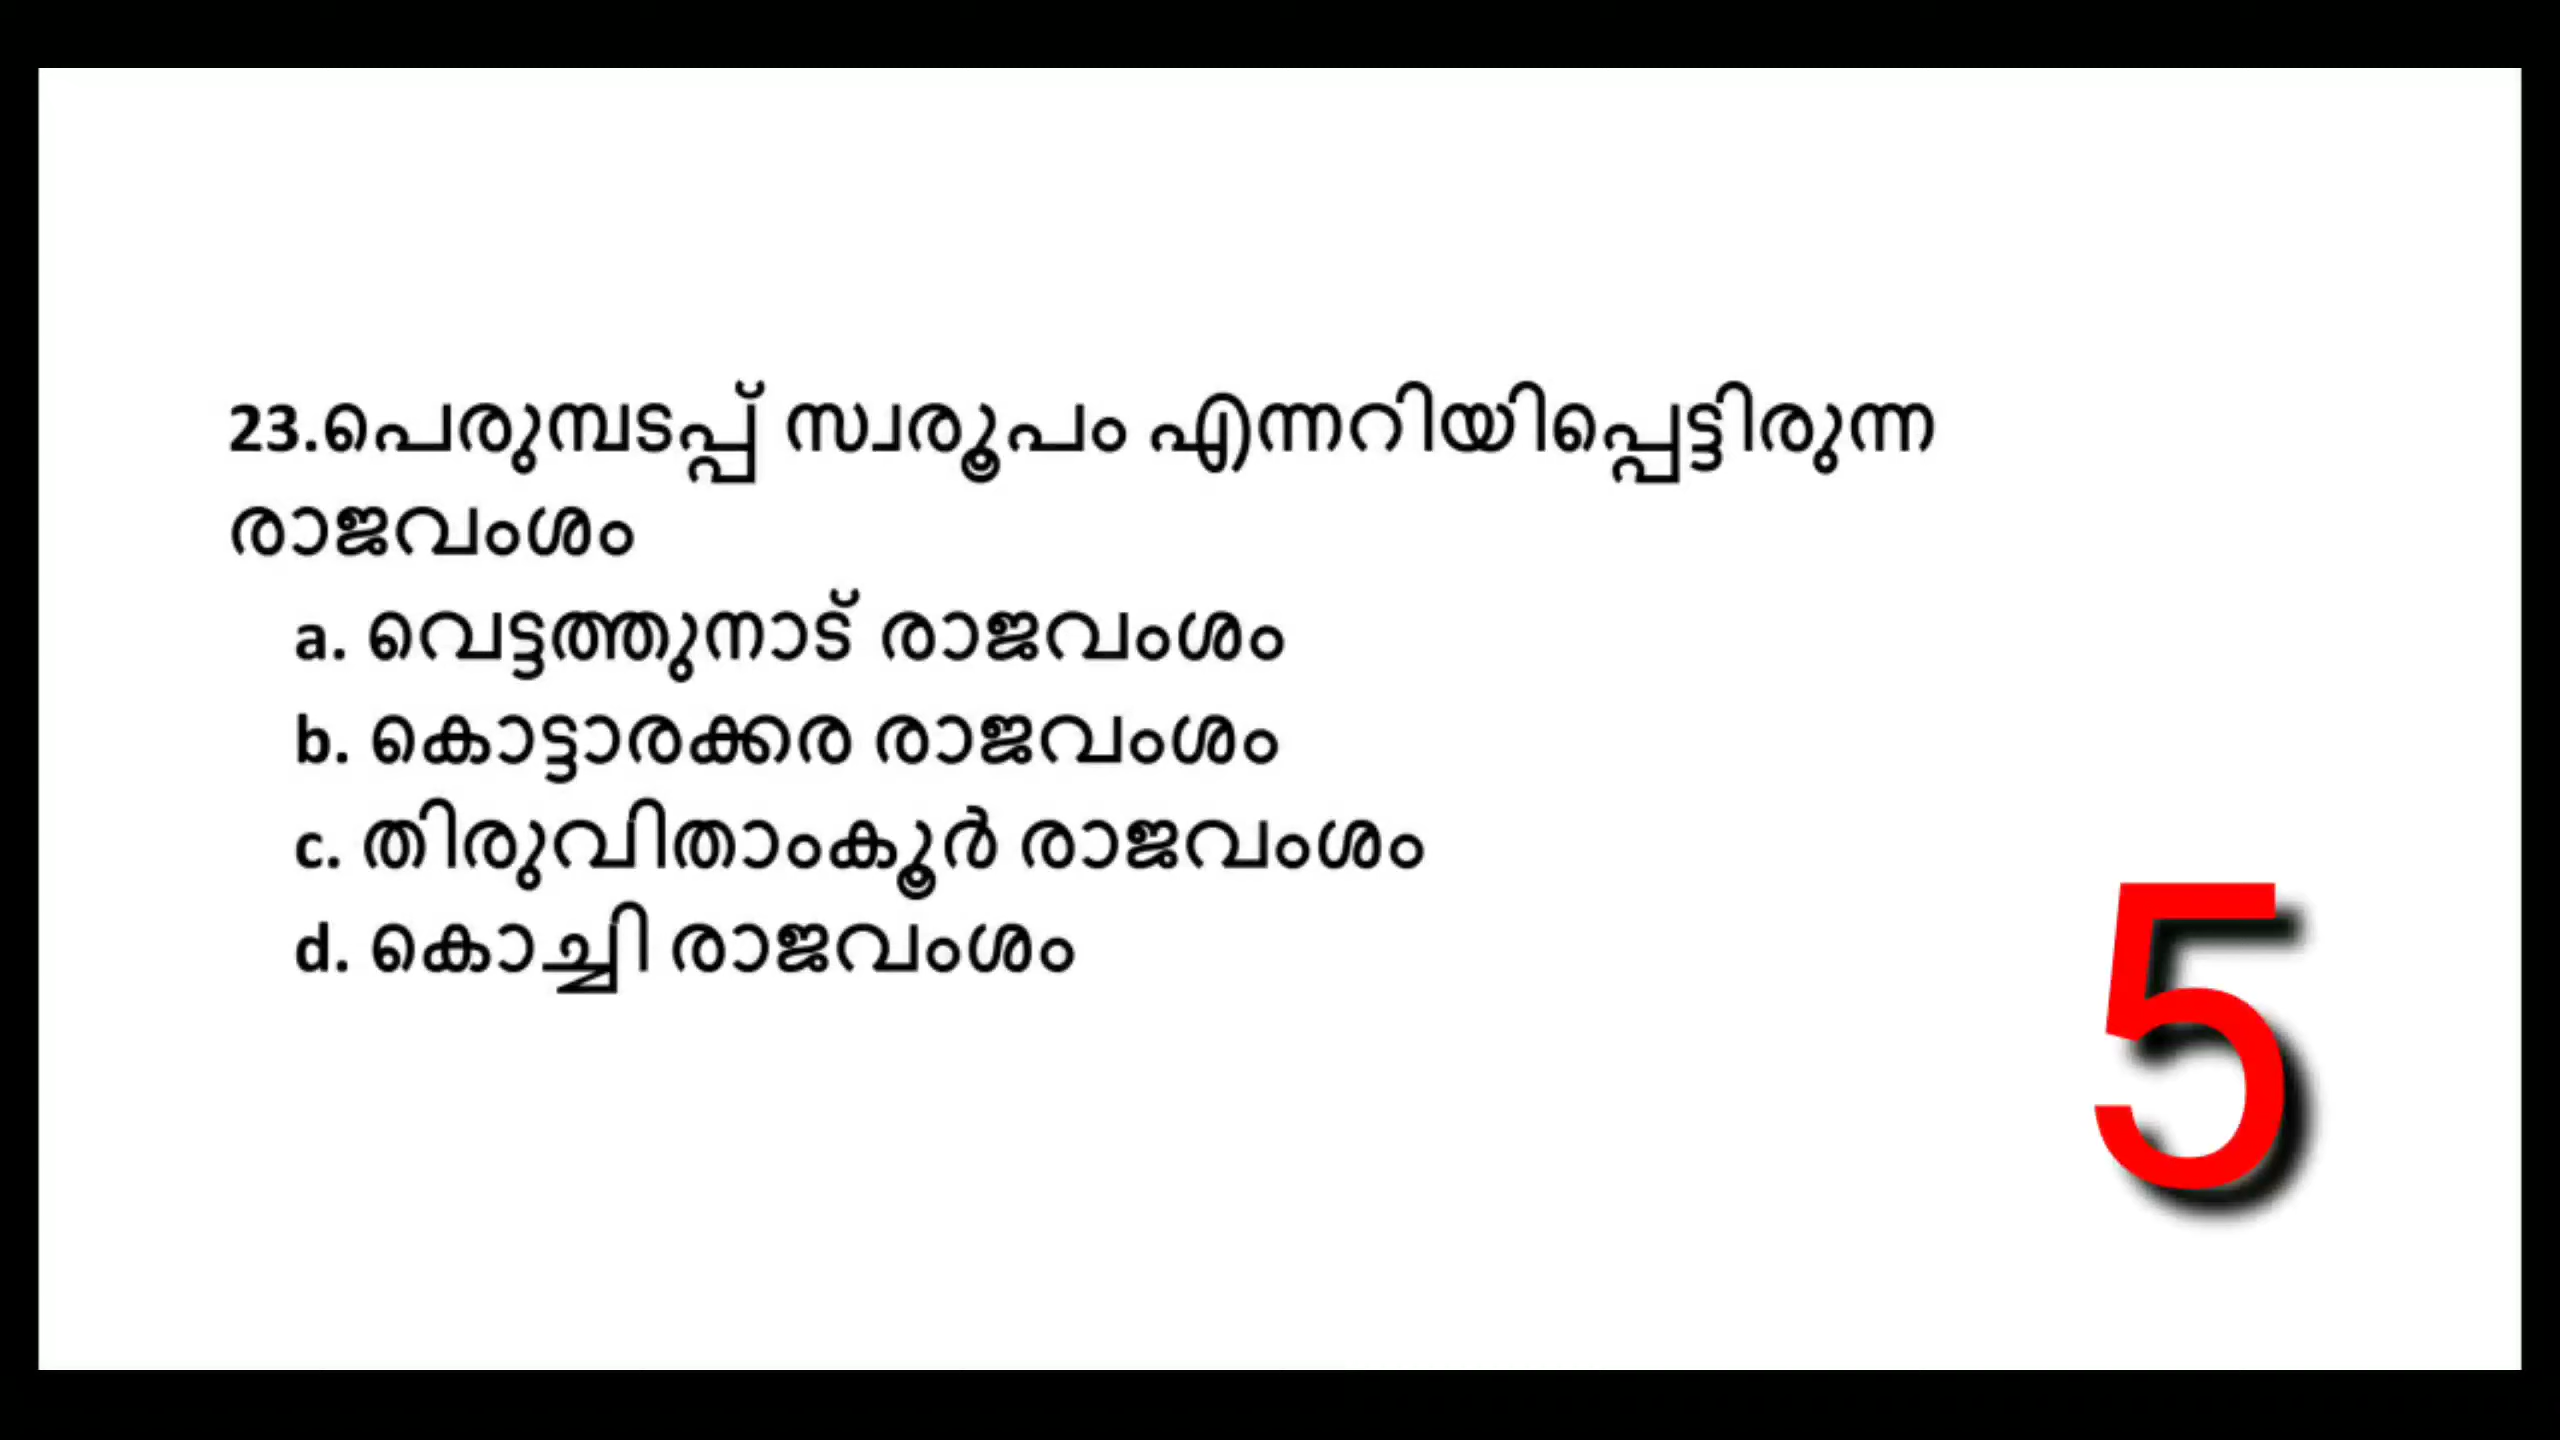 23.പെരുമ്പടപ്പ് സ്വരൂപം എന്നറിയിപ്പെട്ടിരുന്ന
രാജവംശം
a. വെട്ടത്തുനാട് രാജവംശം
b. കൊട്ടാരക്കര രാജവംശം
c. തിരുവിതാംകൂർ രാജവംശം
d. കൊച്ചി രാജവംശം
5